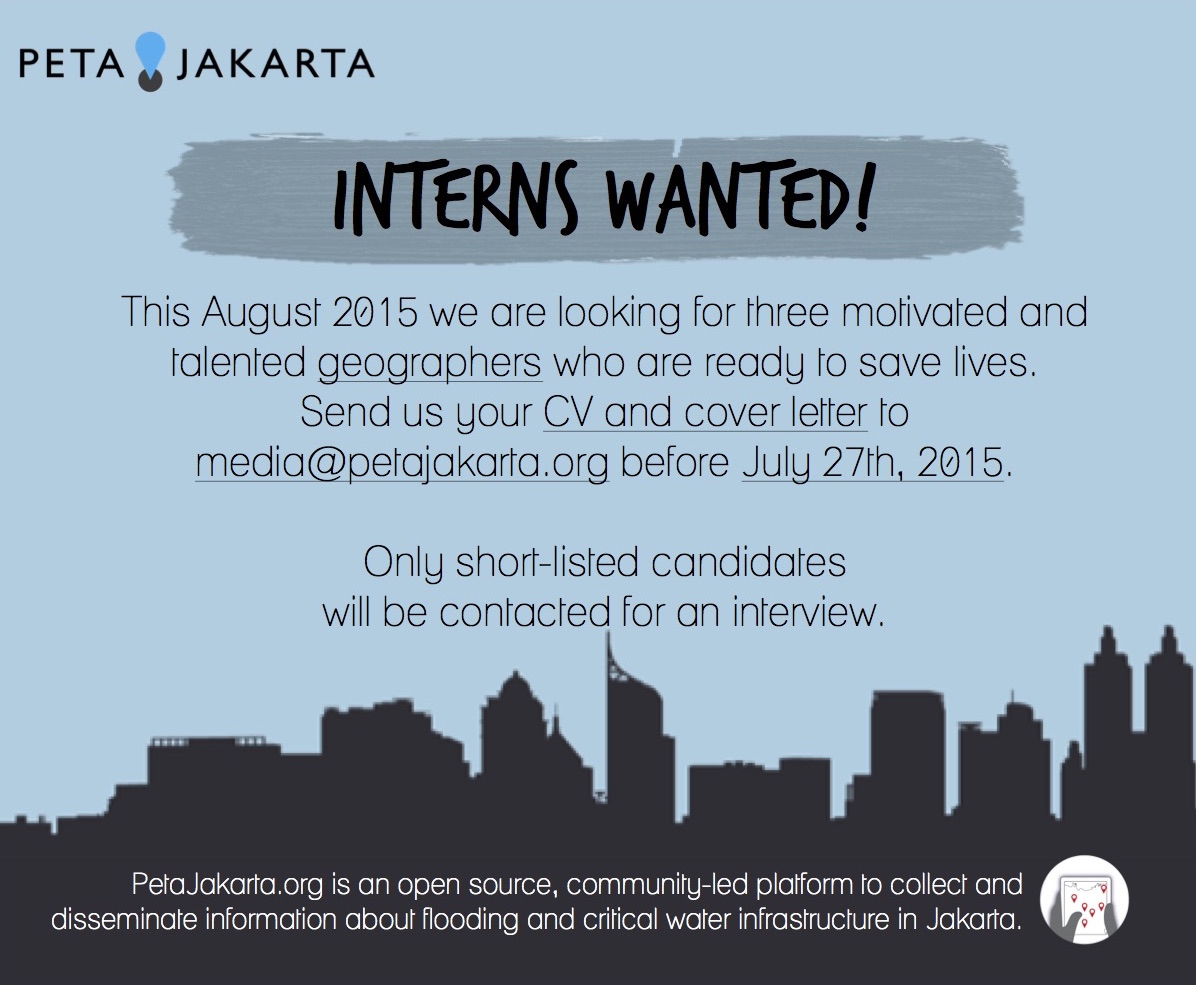 PETA JAKARTA
INTERNS WANTED!
This August 2015 we are looking for three motivated and
talented geographers who are ready to save lives.
Send us your CV and cover letter to
media@petajakarta.org before July 27th, 2015.
Only short-listed candidates
will be contacted for an interview.
PetaJakarta.org is an open source, community-led platform to collect and
disseminate information about flooding and critical water infrastructure in Jakarta.